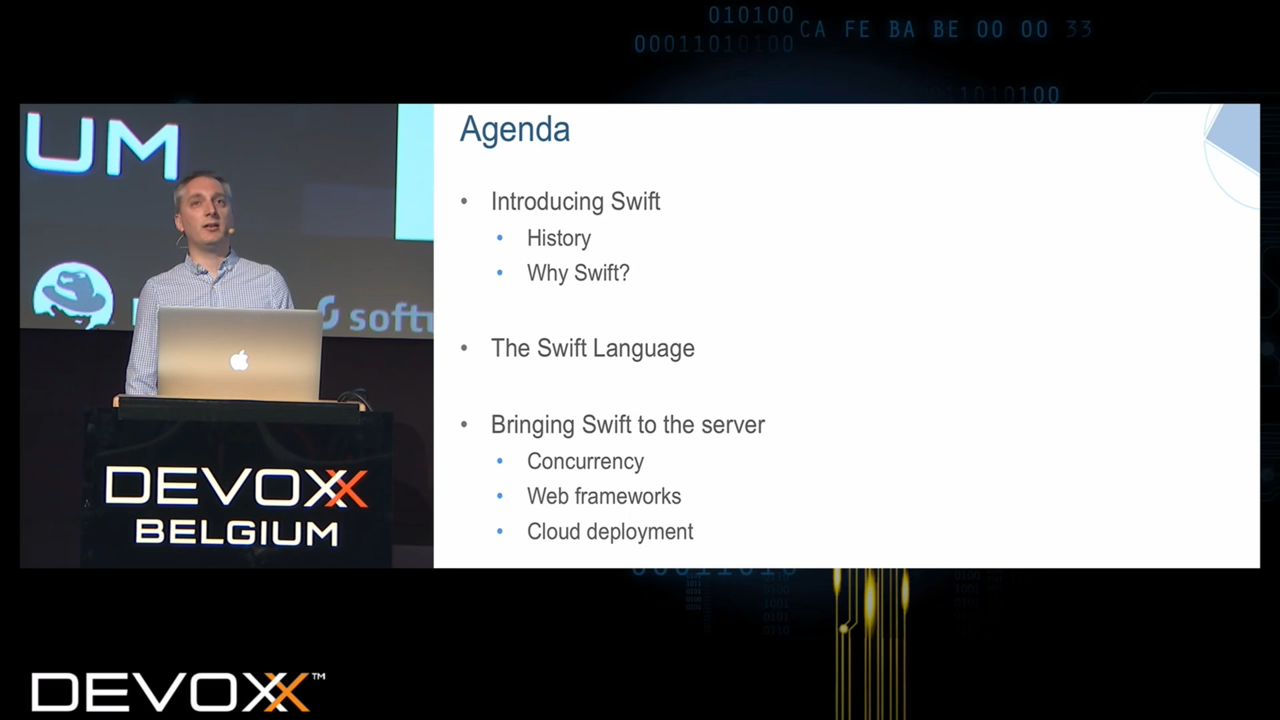 010100
CA FE BA BE 00 00 33
00011010100
1010100
UM
Agenda
• Introducing Swift
• History
• Why Swift?
soft
• The Swift Language
• Bringing Swift to the server
• Concurrency
• Web frameworks
• Cloud deployment
DEVOXX
BELGIUM
DEVOXX™